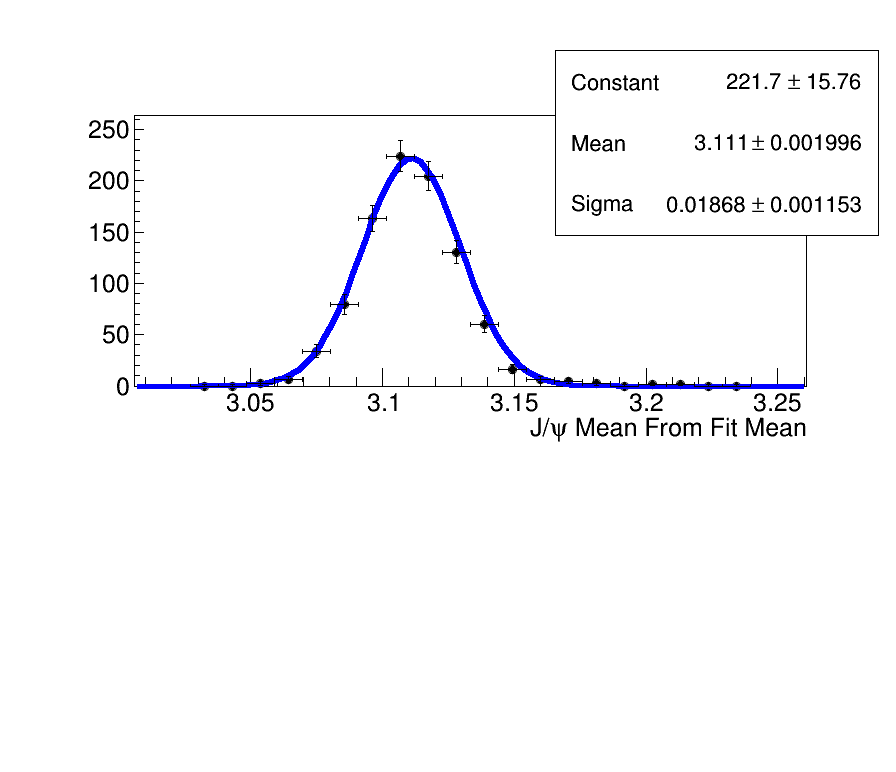 Constant 221.7 ± 15.76
Mean 3.111 ± 0.001996
Sigma 0.01868 ± 0.001153
250
200
150
100
50
0
3.05 3.1 3.15 3.2 3.25
J/ψ Mean From Fit Mean